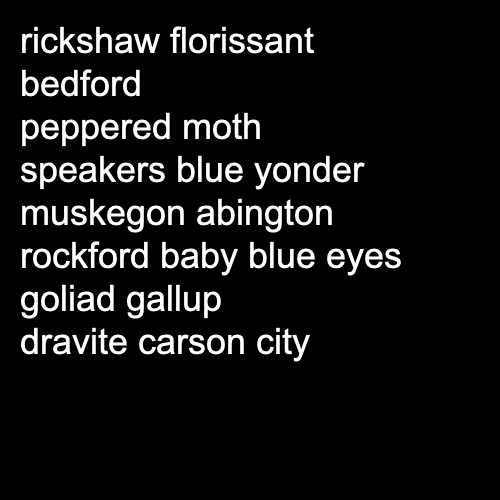 rickshaw florissant
bedford
peppered moth
speakers blue yonder
muskegon abington
rockford baby blue eyes
goliad gallup
dravite carson city